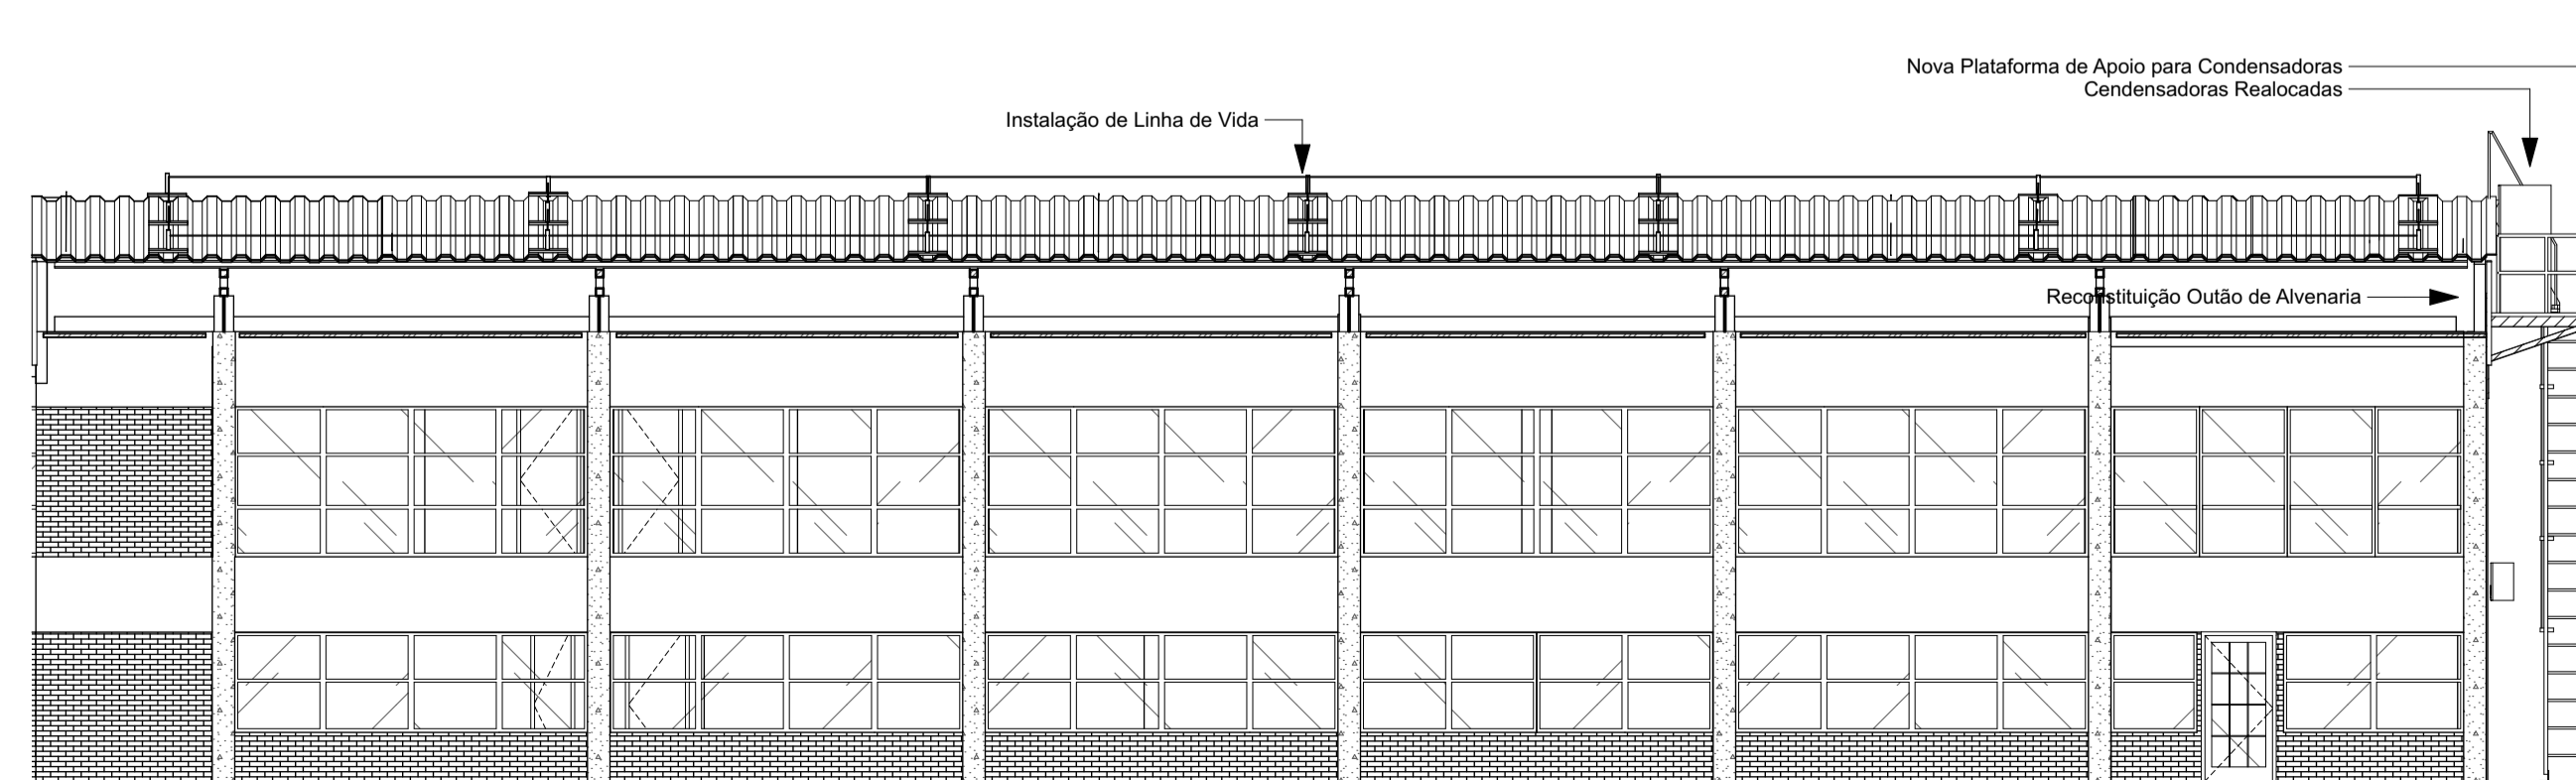 Nova Plataforma de Apoio para Condensadoras
Cendensadoras Realocadas
Instalação de Linha de Vida
Reconstituição Outão de Alvenaria